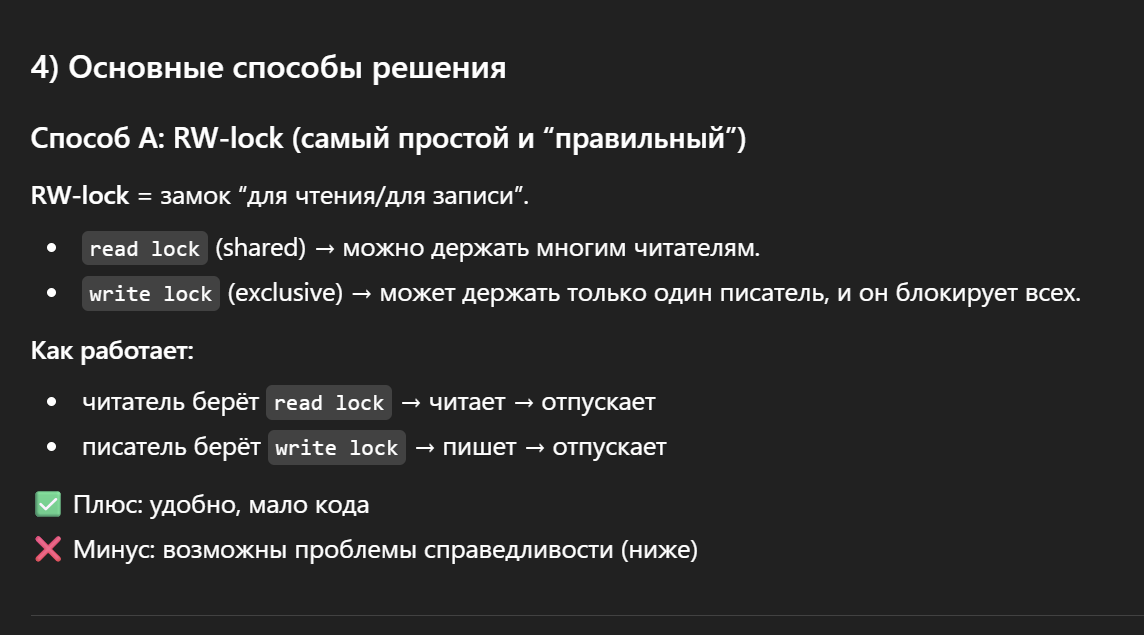 4) Основные способы решения
Способ A: RW-lock (самый простой и “правильный”)
RW-lock = замок “для чтения/для записи”.
• read lock (shared) → можно держать многим читателям.
• write lock (exclusive) → может держать только один писатель, и он блокирует всех.
Как работает:
• читатель берёт read lock → читает → отпускает
• писатель берёт write lock → пишет → отпускает
✅ Плюс: удобно, мало кода
❌ Минус: возможны проблемы справедливости (ниже)